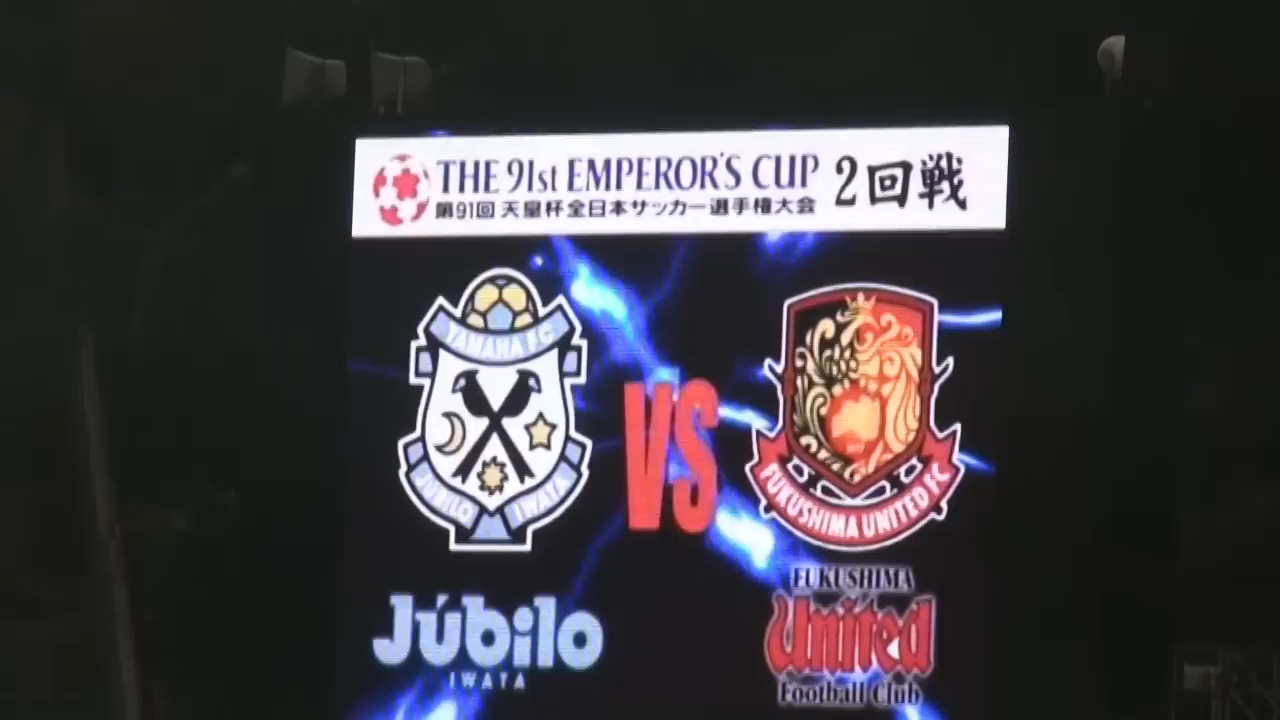 THE 91st EMPEROR'S CUP
第91回 天皇杯全日本サッカー選手権大会
2回戦
YAMAHA F.C.
JUBILO IWATA
VS
FUKUSHIMA UNITED FC
Júbilo
IWATA
FUKUSHIMA
United
Football Club